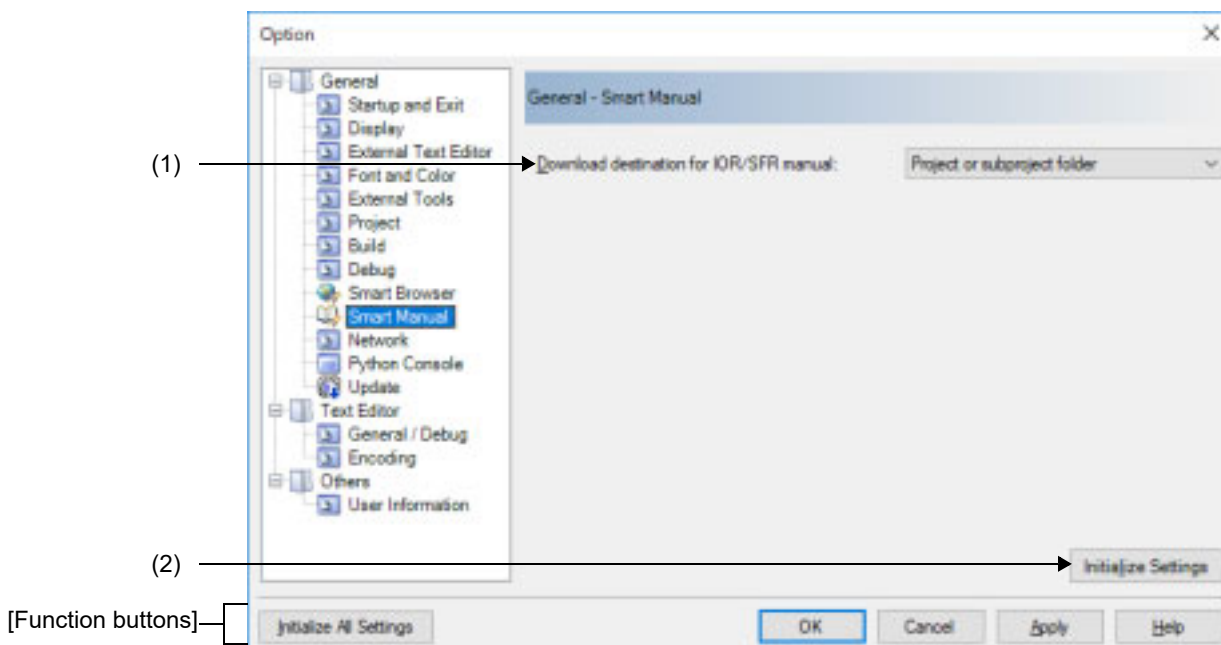 Option
General
Startup and Exit
Display
External Text Editor
Font and Color
External Tools
Project
Build
Debug
Smart Browser
Smart Manual
Network
Python Console
Update
Text Editor
General / Debug
Encoding
Others
User Information
General - Smart Manual
(1)
Download destination for IOR/SFR manual:
Project or subproject folder
(2)
Initialize Settings
[Function buttons]
Initialize All Settings
OK
Cancel
Apply
Help